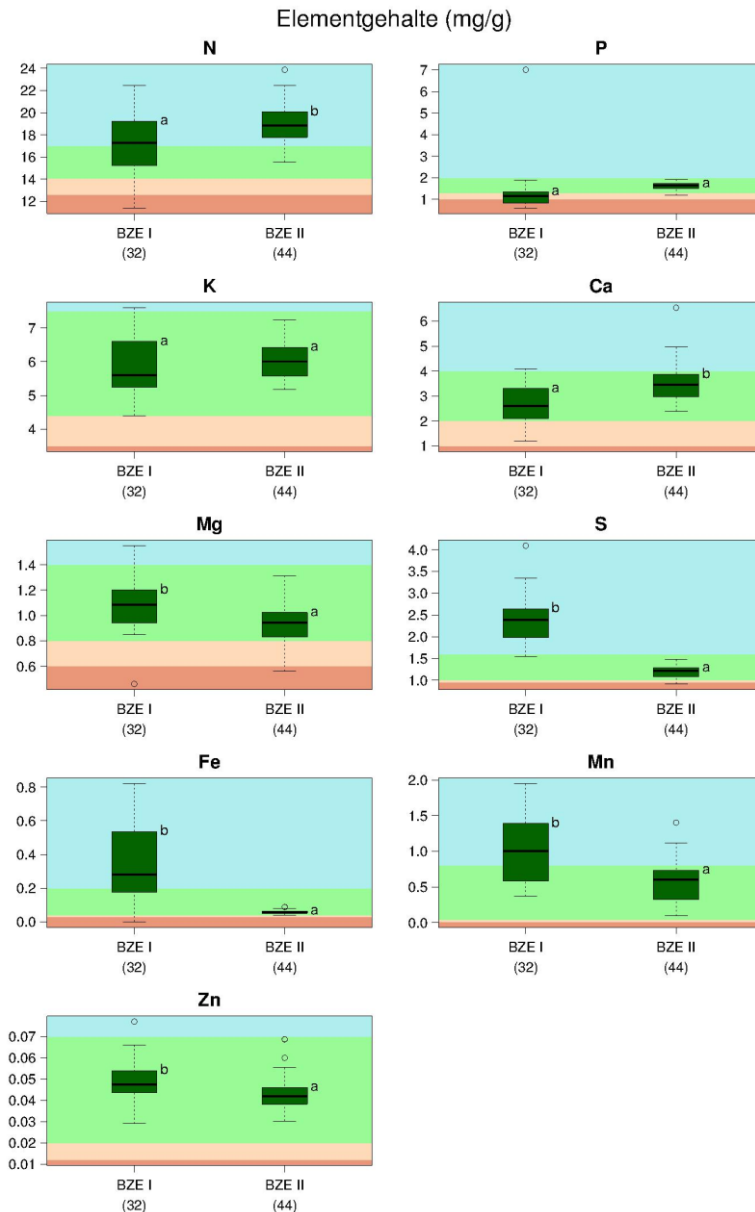 Elementgehalte (mg/g)
N
24
22
20
18
16
14
12
a
b
BZE I
(32)
BZE II
(44)
P
7
6
5
4
3
2
1
a
a
BZE I
(32)
BZE II
(44)
K
7
6
5
4
a
a
BZE I
(32)
BZE II
(44)
Ca
6
5
4
3
2
1
a
b
BZE I
(32)
BZE II
(44)
Mg
1.4
1.2
1.0
0.8
0.6
b
a
BZE I
(32)
BZE II
(44)
S
4.0
3.5
3.0
2.5
2.0
1.5
1.0
b
a
BZE I
(32)
BZE II
(44)
Fe
0.8
0.6
0.4
0.2
0.0
b
a
BZE I
(32)
BZE II
(44)
Mn
2.0
1.5
1.0
0.5
0.0
b
a
BZE I
(32)
BZE II
(44)
Zn
0.07
0.06
0.05
0.04
0.03
0.02
0.01
b
a
BZE I
(32)
BZE II
(44)